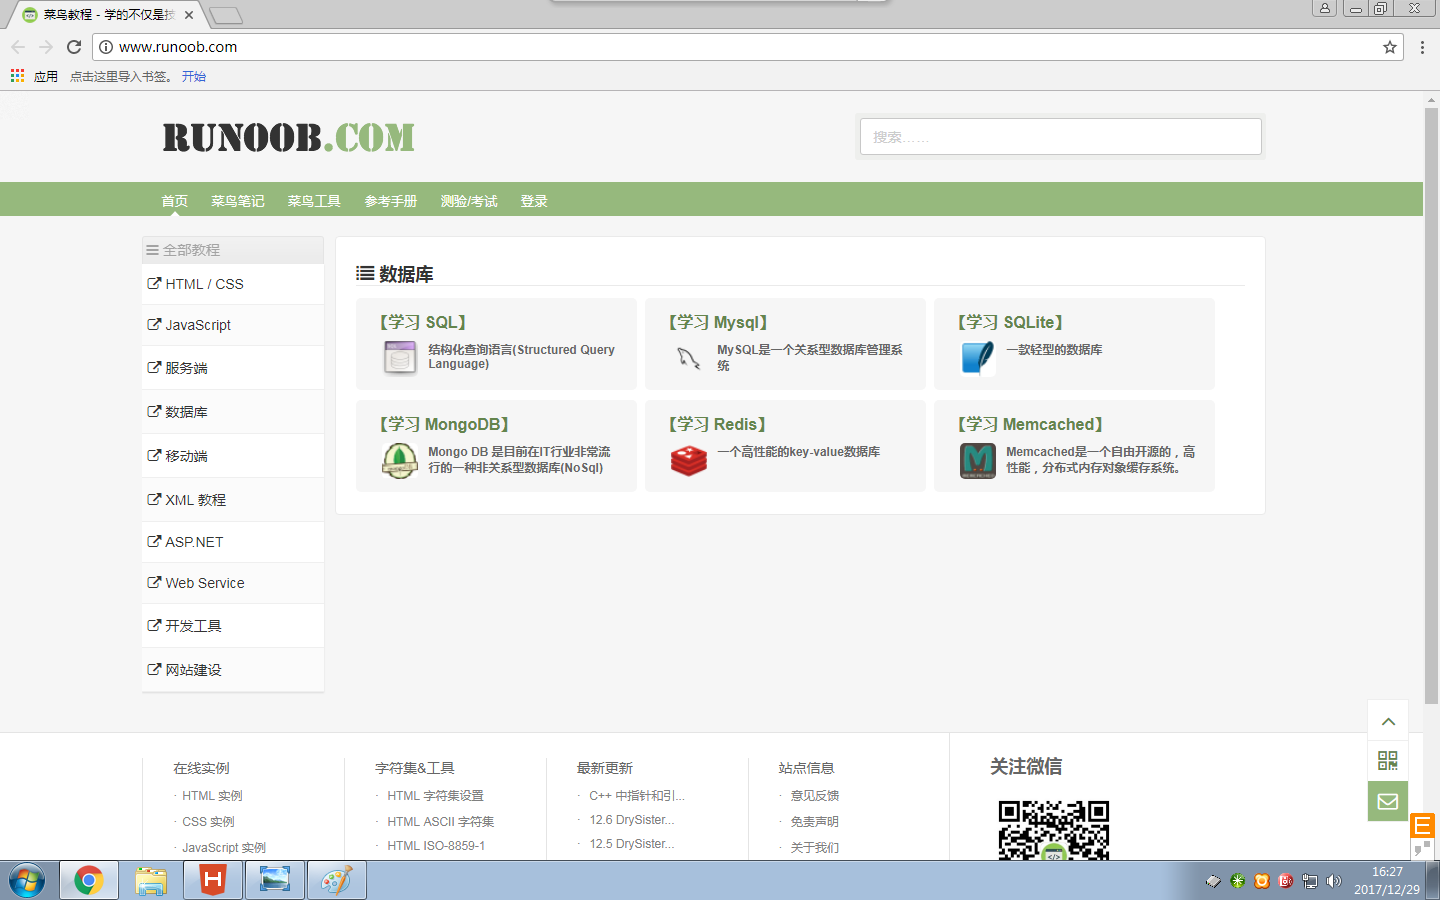 菜鸟教程 - 学的不仅是技
www.runoob.com
应用 点击这里导入书签。 开始
RUNOOB.COM
搜索……
首页 菜鸟笔记 菜鸟工具 参考手册 测验/考试 登录
全部教程
HTML / CSS
JavaScript
服务端
数据库
移动端
XML 教程
ASP.NET
Web Service
开发工具
网站建设
数据库
【学习 SQL】
结构化查询语言(Structured Query
Language)
【学习 Mysql】
MySQL是一个关系型数据库管理系
统
【学习 SQLite】
一款轻型的数据库
【学习 MongoDB】
Mongo DB 是目前在IT行业非常流
行的一种非关系型数据库(NoSql)
【学习 Redis】
一个高性能的key-value数据库
【学习 Memcached】
Memcached是一个自由开源的，高
性能，分布式内存对象缓存系统。
在线实例
· HTML 实例
· CSS 实例
· JavaScript 实例
字符集&工具
· HTML 字符集设置
· HTML ASCII 字符集
· HTML ISO-8859-1
最新更新
· C++ 中指针和引...
· 12.6 DrySister...
· 12.5 DrySister...
站点信息
· 意见反馈
· 免责声明
· 关于我们
关注微信
E
H
16:27
2017/12/29